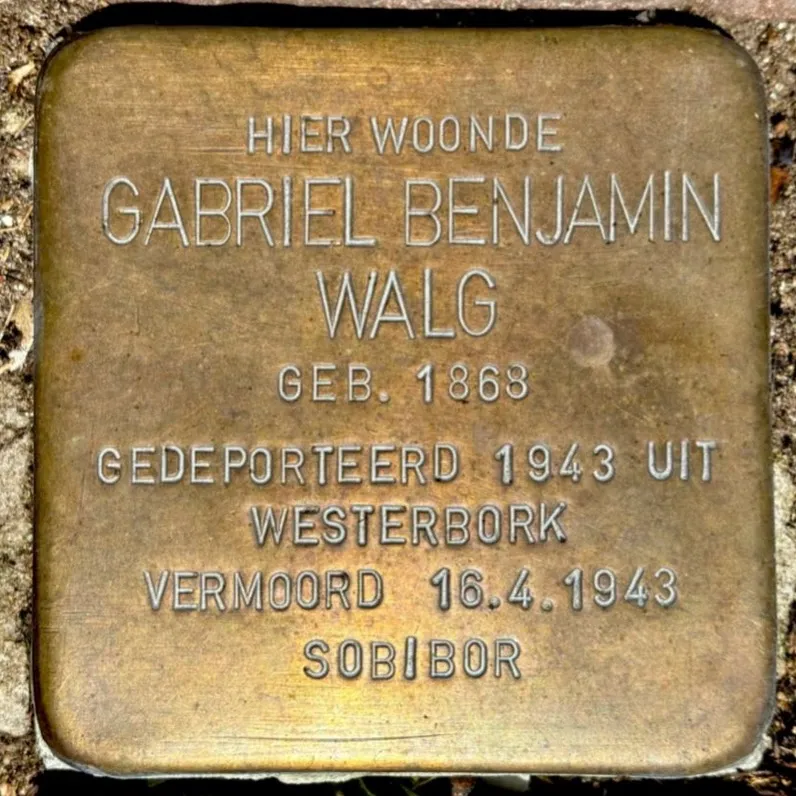 HIER WOONDE
GABRIEL BENJAMIN
WALG
GEB. 1868
GEDEPORTEERD 1943 UIT
WESTERBORK
VERMOORD 16.4.1943
SOBIBOR